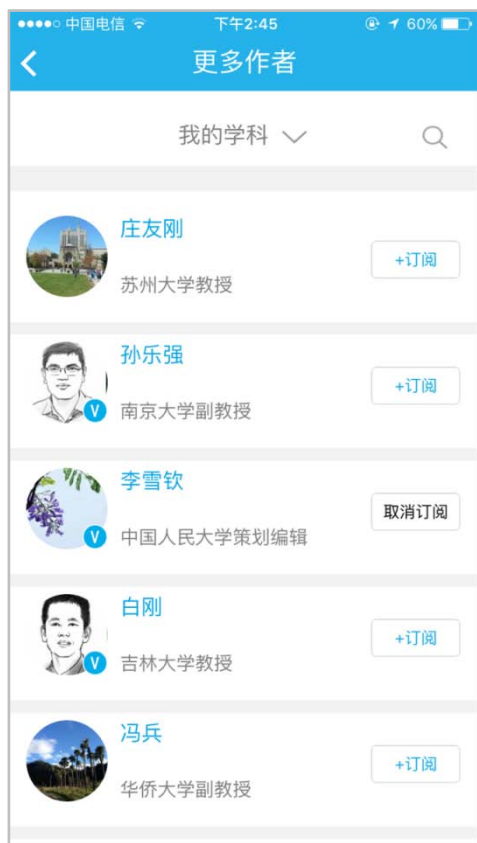 中国电信 下午2:45 60%
更多作者
我的学科
庄友刚
+订阅
苏州大学教授
孙乐强
+订阅
V
南京大学副教授
李雪钦
取消订阅
V
中国人民大学策划编辑
白刚
+订阅
V
吉林大学教授
冯兵
+订阅
华侨大学副教授